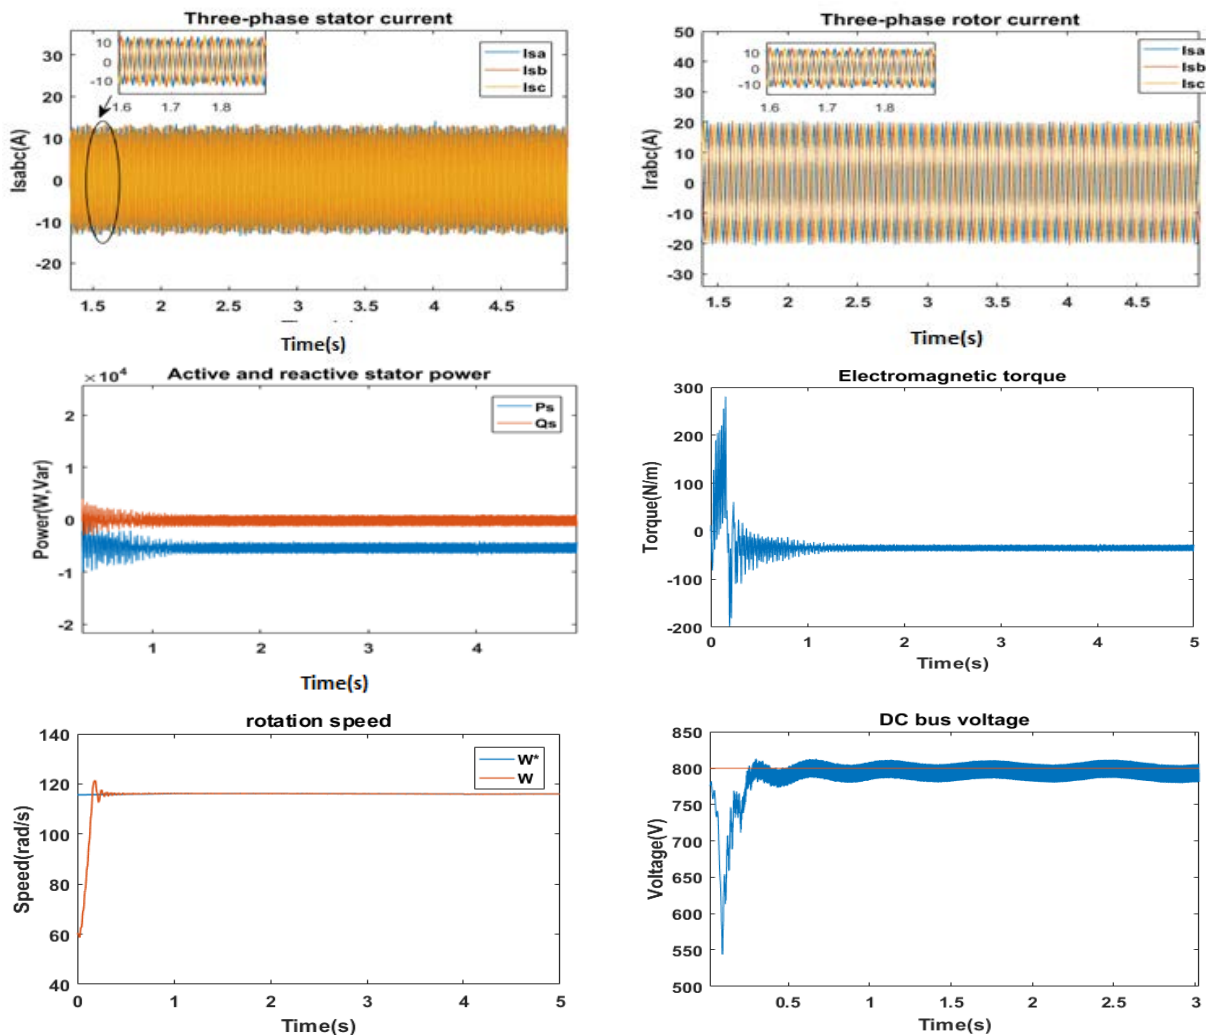 Three-phase stator current
Isabc(A)
30
20
10
0
-10
-20
1.5 2 2.5 3 3.5 4 4.5
Time(s)
10
0
-10
1.6 1.7 1.8
Isa
Isb
Isc
Three-phase rotor current
Irabc(A)
50
40
30
20
10
0
-10
-20
-30
2 2.5 3 3.5 4 4.5
Time(s)
10
0
-10
1.6 1.7 1.8
Isa
Isb
Isc
Active and reactive stator power
×10⁴
Power(W,Var)
2
1
0
-1
-2
1 2 3 4
Time(s)
Ps
Qs
Electromagnetic torque
Torque(N/m)
300
200
100
0
-100
-200
0 1 2 3 4 5
Time(s)
rotation speed
Speed(rad/s)
140
120
100
80
60
40
0 1 2 3 4 5
Time(s)
W*
W
DC bus voltage
Voltage(V)
850
800
750
700
650
600
550
500
0.5 1 1.5 2 2.5 3
Time(s)